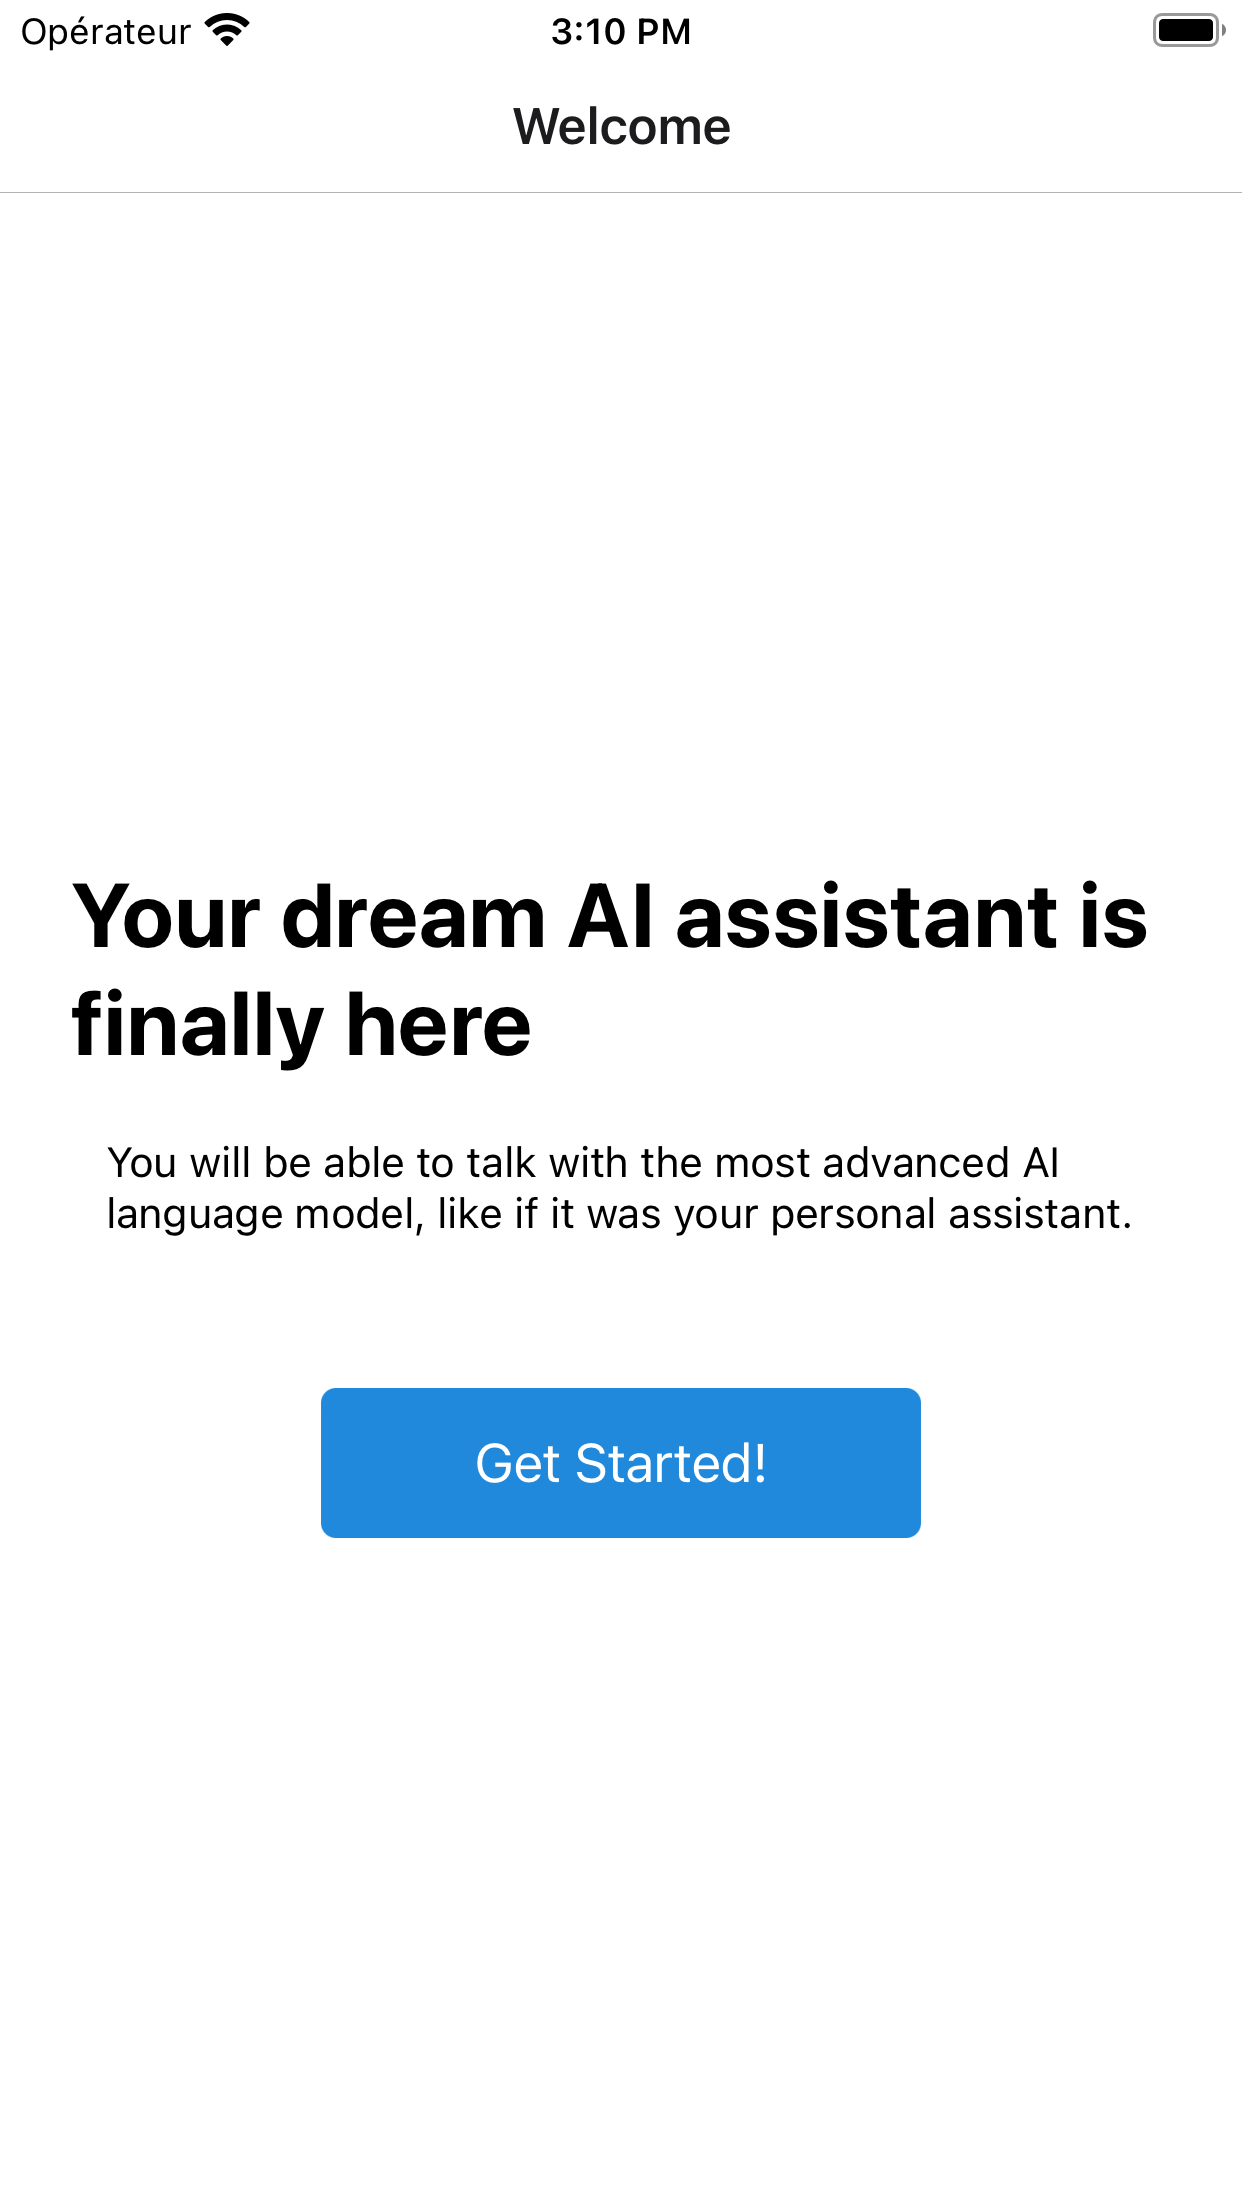 Opérateur 3:10 PM
Welcome
Your dream AI assistant is
finally here
You will be able to talk with the most advanced AI
language model, like if it was your personal assistant.
Get Started!